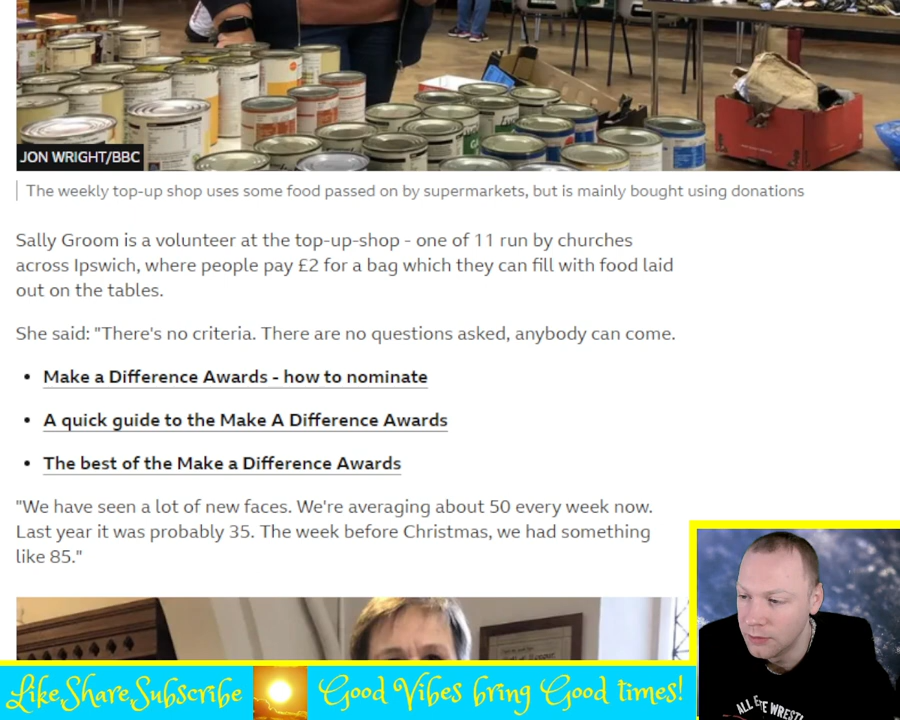 JON WRIGHT/BBC
The weekly top-up shop uses some food passed on by supermarkets, but is mainly bought using donations
Sally Groom is a volunteer at the top-up-shop - one of 11 run by churches
across Ipswich, where people pay £2 for a bag which they can fill with food laid
out on the tables.
She said: "There's no criteria. There are no questions asked, anybody can come.
• Make a Difference Awards - how to nominate
• A quick guide to the Make A Difference Awards
• The best of the Make a Difference Awards
"We have seen a lot of new faces. We're averaging about 50 every week now.
Last year it was probably 35. The week before Christmas, we had something
like 85."
Like Share Subscribe
Good Vibes bring Good times!
ALL